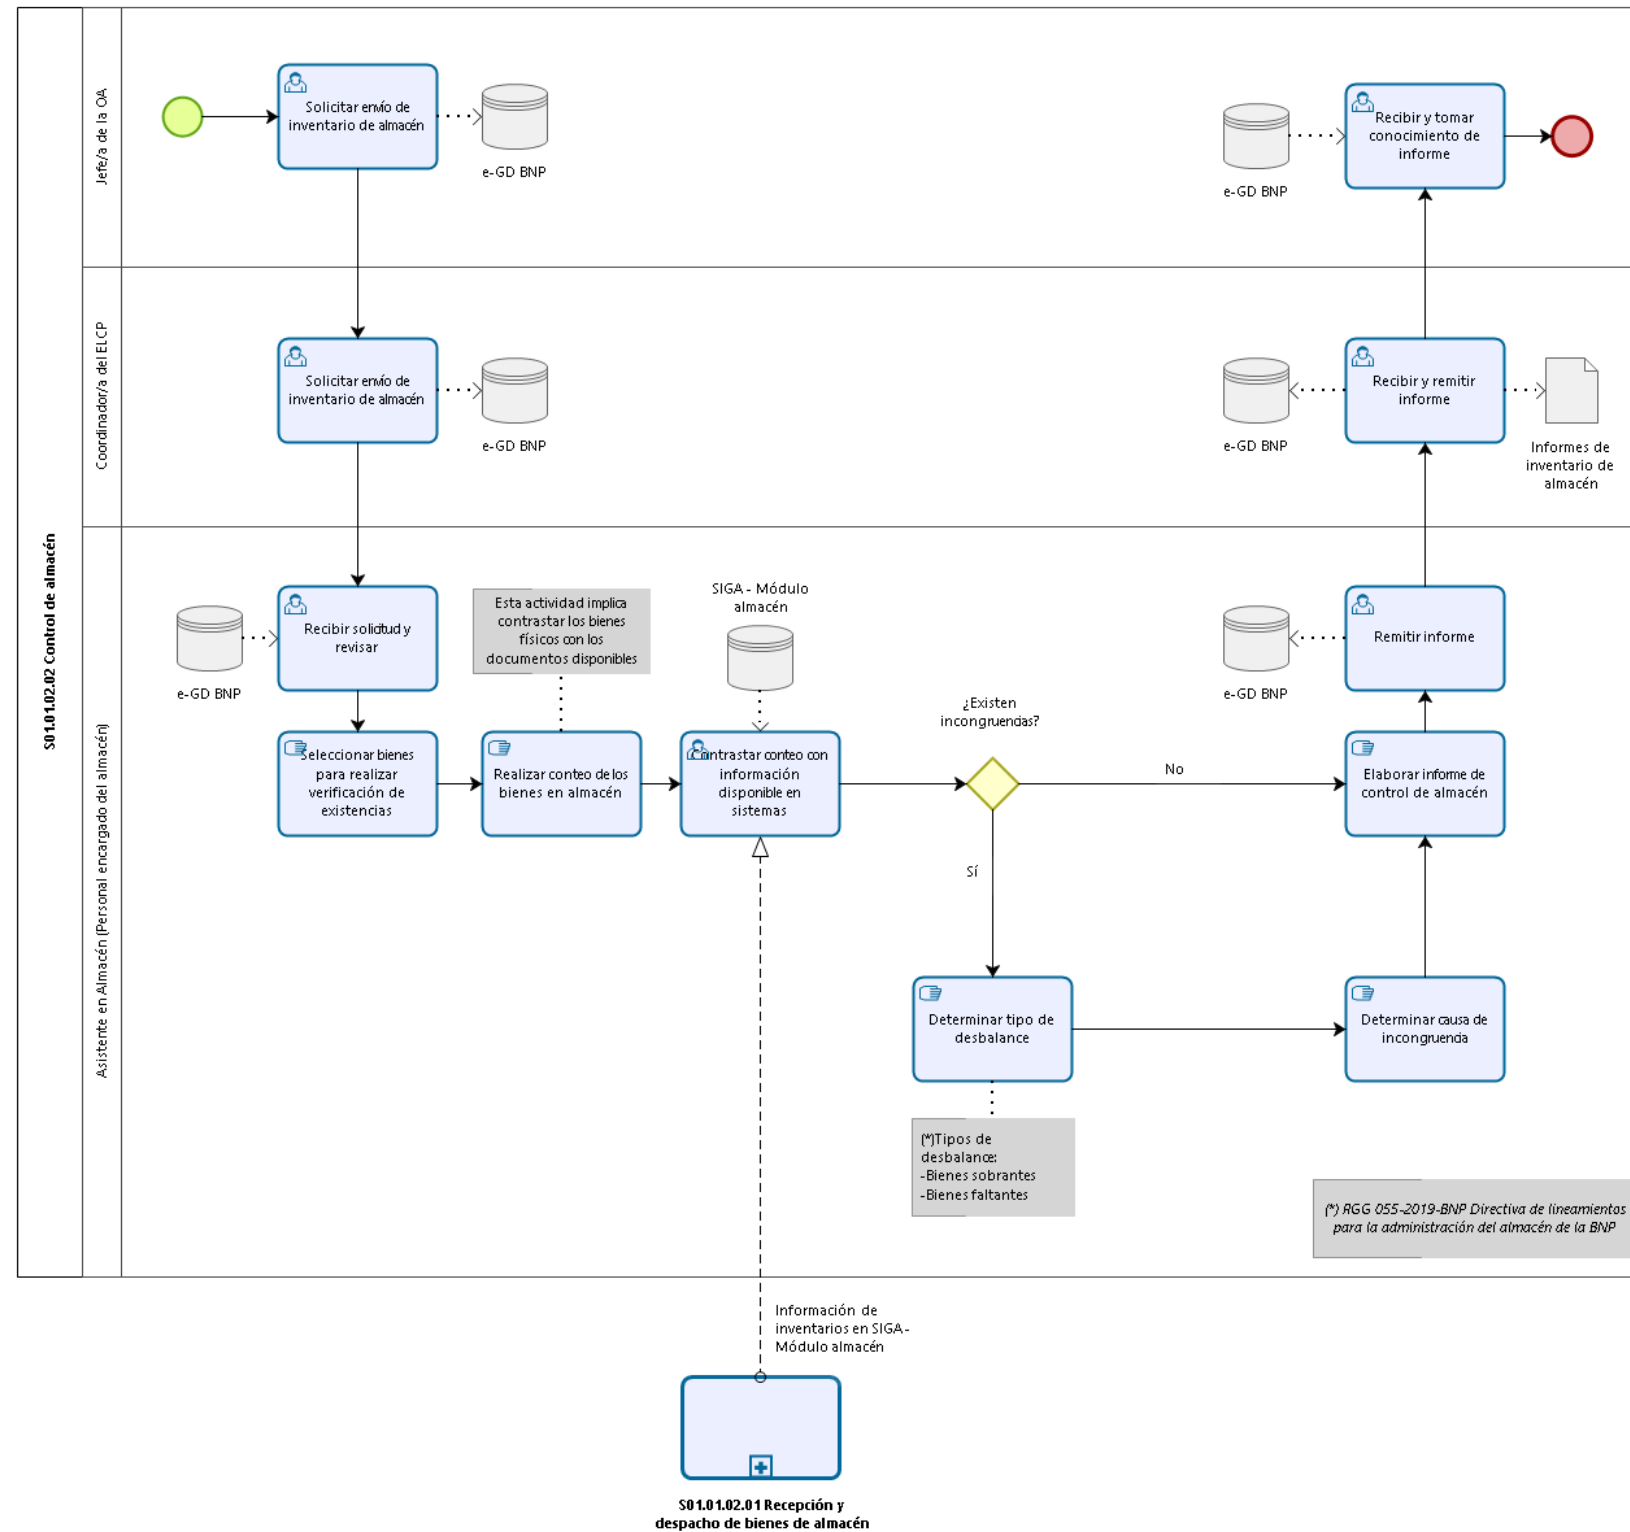 S01.01.02.02 Control de almacén
Jefe/a de la OA
Solicitar envío de
inventario de almacén
e-GD BNP
e-GD BNP
Recibir y tomar
conocimiento de
informe
Coordinador/a del ELCP
Solicitar envío de
inventario de almacén
e-GD BNP
e-GD BNP
Recibir y remitir
informe
Informes de
inventario de
almacén
Asistente en Almacén (Personal encargado del almacén)
e-GD BNP
Recibir solicitud y
revisar
Esta actividad implica
contrastar los bienes
físicos con los
documentos disponibles
SIGA - Módulo
almacén
e-GD BNP
Remitir informe
Seleccionar bienes
para realizar
verificación de
existencias
Realizar conteo de los
bienes en almacén
Contrastar conteo con
información
disponible en
sistemas
¿Existen
incongruencias?
No
Sí
Elaborar informe de
control de almacén
Determinar tipo de
desbalance
Determinar causa de
incongruencia
(*)Tipos de
desbalance:
-Bienes sobrantes
-Bienes faltantes
(*) RGG 055-2019-BNP Directiva de lineamientos
para la administración del almacén de la BNP
Información de
inventarios en SIGA-
Módulo almacén
S01.01.02.01 Recepción y
despacho de bienes de almacén